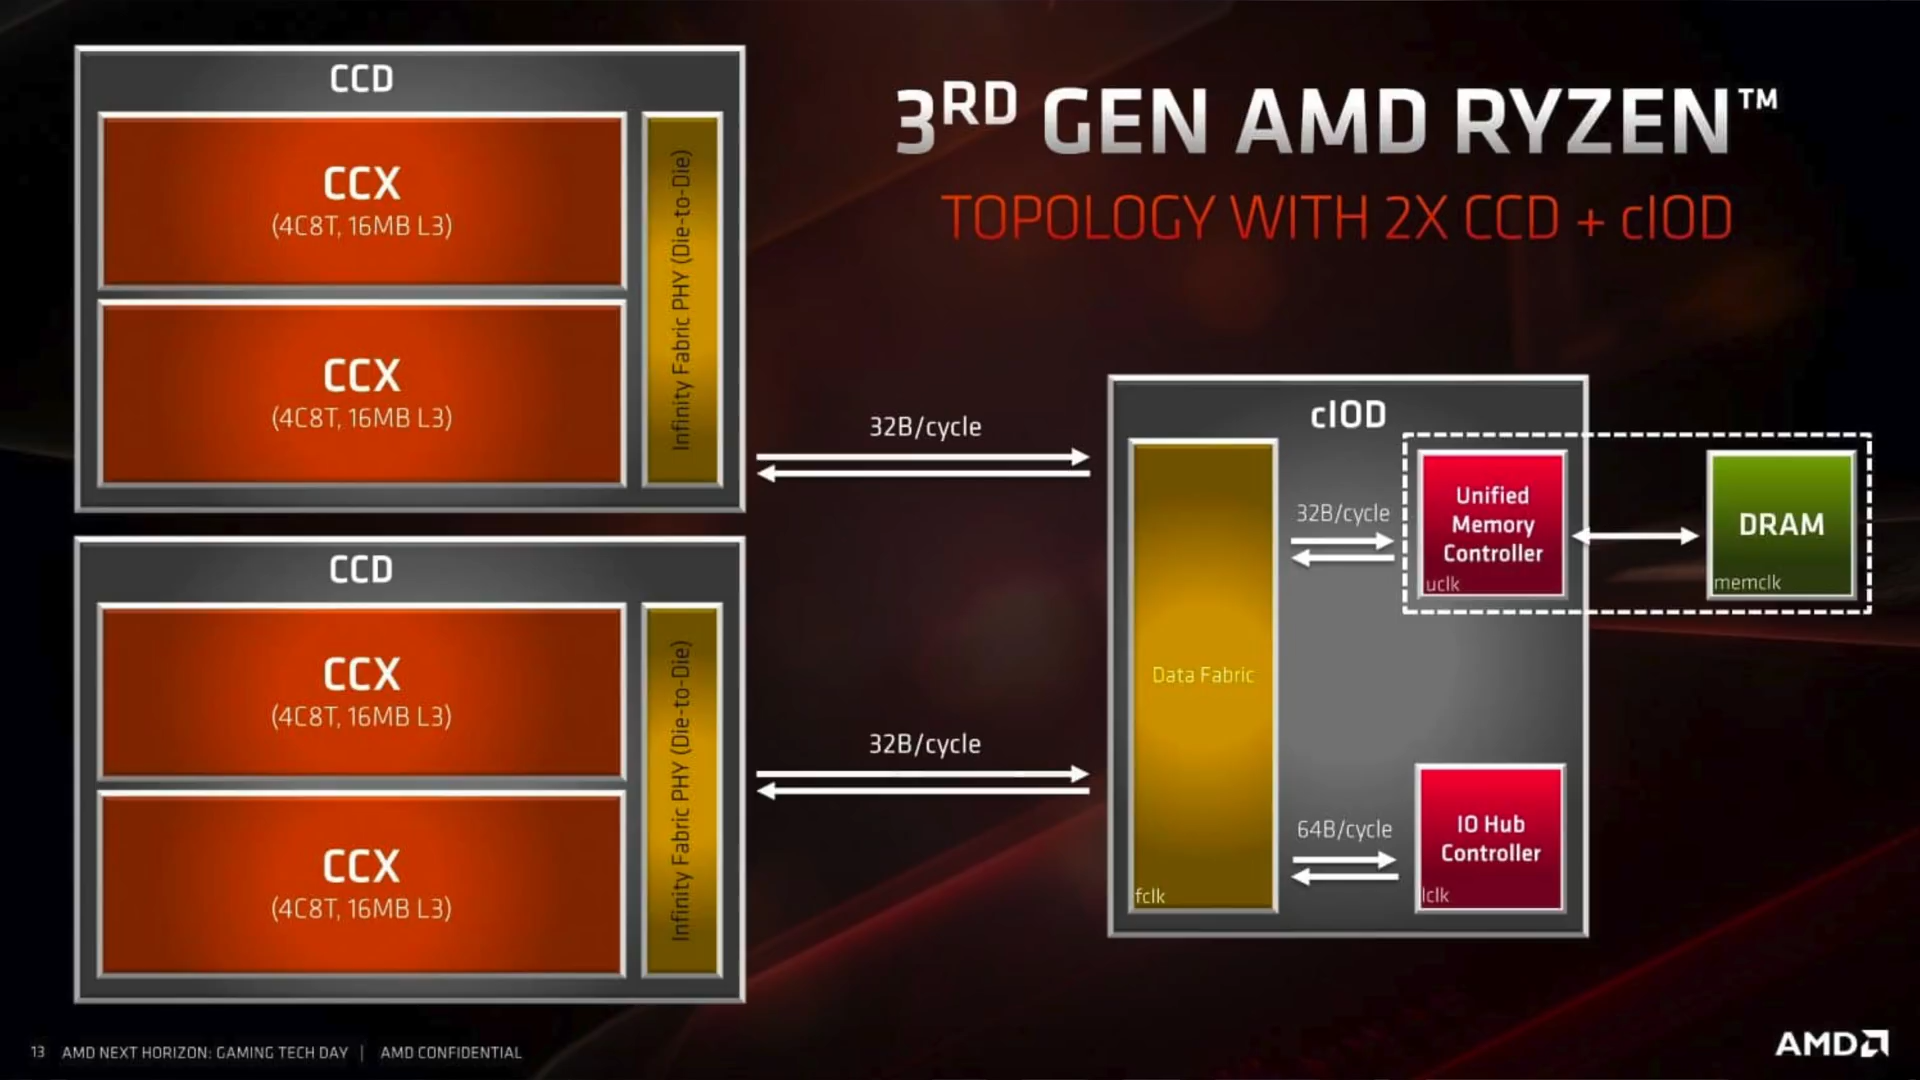 3RD GEN AMD RYZEN™
TOPOLOGY WITH 2X CCD + cIOD
CCD
CCX
(4C8T, 16MB L3)
CCX
(4C8T, 16MB L3)
Infinity Fabric PHY (Die-to-Die)
32B/cycle
CCD
CCX
(4C8T, 16MB L3)
CCX
(4C8T, 16MB L3)
Infinity Fabric PHY (Die-to-Die)
32B/cycle
cIOD
Data Fabric
fclk
32B/cycle
Unified
Memory
Controller
uclk
DRAM
memclk
64B/cycle
IO Hub
Controller
lclk
13 AMD NEXT HORIZON: GAMING TECH DAY | AMD CONFIDENTIAL
AMD